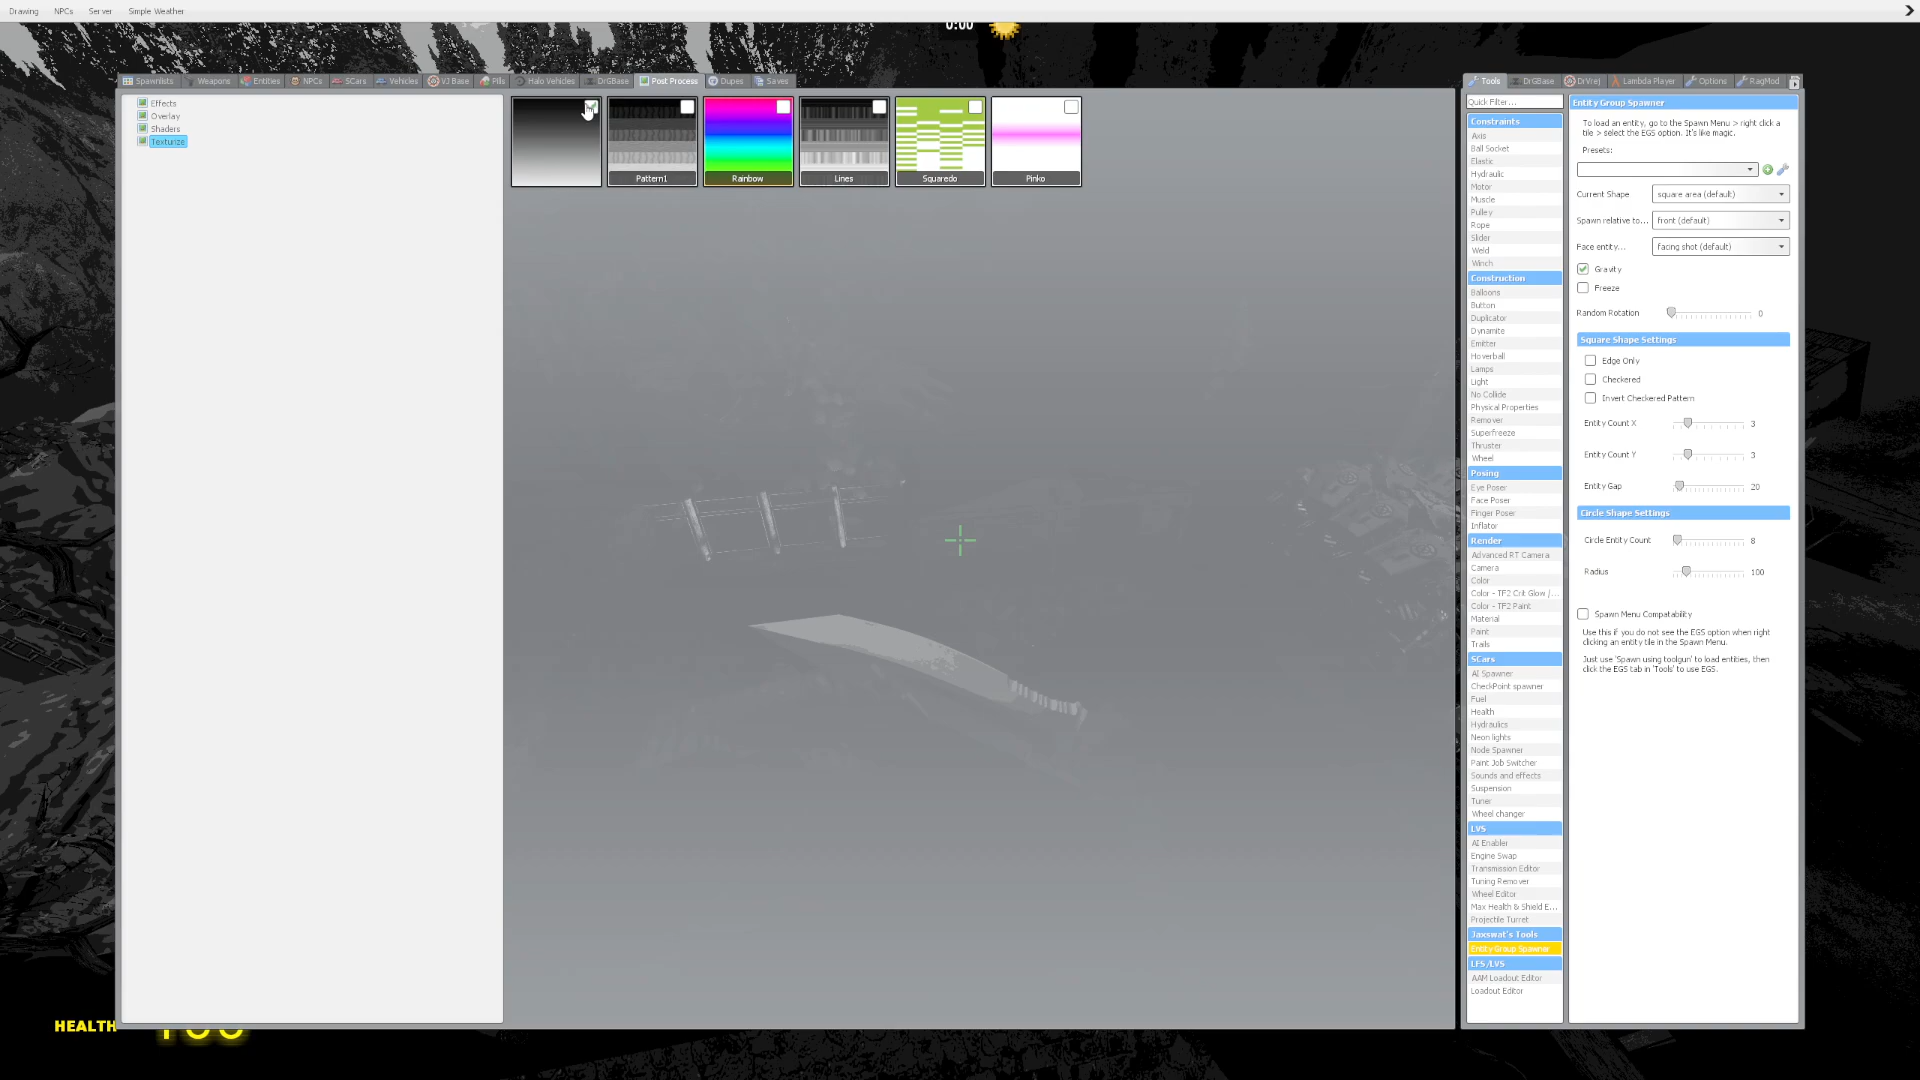 Drawing NPCs Server Simple Weather
0:00
Spawnlists Weapons Entities NPCs SCars Vehicles VJ Base Pills Halo Vehicles DrGBase Post Process Dupes Saves
Effects
Overlay
Shaders
Texturize
Pattern1 Rainbow Lines Squaredo Pinko
HEALTH 100
Tools DrGBase DrVrej Lambda Player Options RagMod
Quick Filter...
Constraints
Axis
Ball Socket
Elastic
Hydraulic
Motor
Muscle
Pulley
Rope
Slider
Weld
Winch
Construction
Balloons
Button
Duplicator
Dynamite
Emitter
Hoverball
Lamps
Light
No Collide
Physical Properties
Remover
Superfreeze
Thruster
Wheel
Posing
Eye Poser
Face Poser
Finger Poser
Inflator
Render
Advanced RT Camera
Camera
Color
Color - TF2 Crit Glow /...
Color - TF2 Paint
Material
Paint
Trails
SCars
AI Spawner
CheckPoint spawner
Fuel
Health
Hydraulics
Neon lights
Node Spawner
Paint Job Switcher
Sounds and effects
Suspension
Tuner
Wheel changer
LVS
AI Enabler
Engine Swap
Transmission Editor
Tuning Remover
Wheel Editor
Max Health & Shield E...
Projectile Turret
Jaxswat's Tools
Entity Group Spawner
LFS/LVS
AAM Loadout Editor
Loadout Editor
Entity Group Spawner
To load an entity, go to the Spawn Menu > right click a
tile > select the EGS option. It's like magic.
Presets:
Current Shape square area (default)
Spawn relative to... front (default)
Face entity... facing shot (default)
Gravity
Freeze
Random Rotation 0
Square Shape Settings
Edge Only
Checkered
Invert Checkered Pattern
Entity Count X 3
Entity Count Y 3
Entity Gap 20
Circle Shape Settings
Circle Entity Count 8
Radius 100
Spawn Menu Compatability
Use this if you do not see the EGS option when right
clicking an entity tile in the Spawn Menu.
Just use 'Spawn using toolgun' to load entities, then
click the EGS tab in 'Tools' to use EGS.